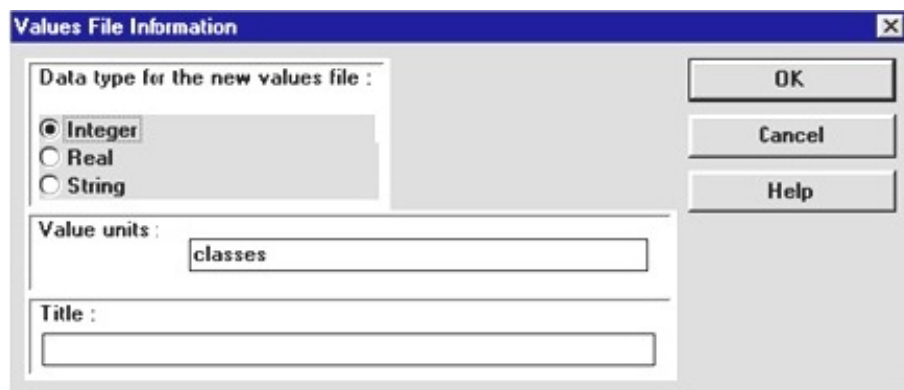 Values File Information
Data type for the new values file :
Integer
Real
String
OK
Cancel
Help
Value units :
classes
Title :